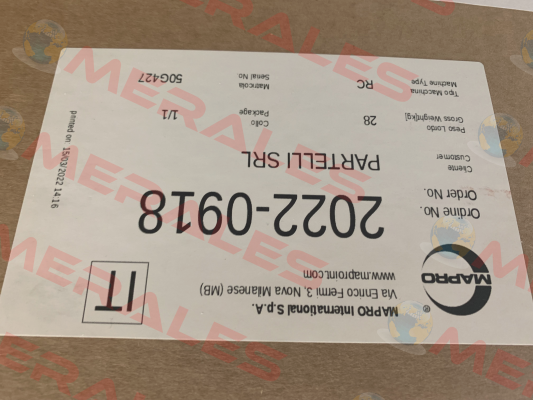 MAPRO®
MAPRO International S.p.A.
Via Enrico Fermi 3, Nova Milanese (MB)
www.maproint.com
IT
Ordine No.
Order No.
2022-0918
Cliente
Customer
PARTELLI SRL
Peso Lordo
Gross Weight[kg]
28
Collo
Package
1/1
Tipo Macchina
Machine Type
RC
Matricola
Serial No
50G427
printed on 15/03/2022 14:16
MERALES